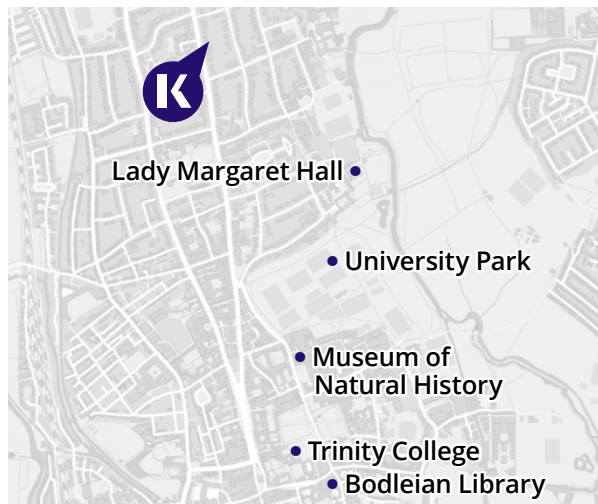 K
Lady Margaret Hall
University Park
Museum of
Natural History
Trinity College
Bodleian Library